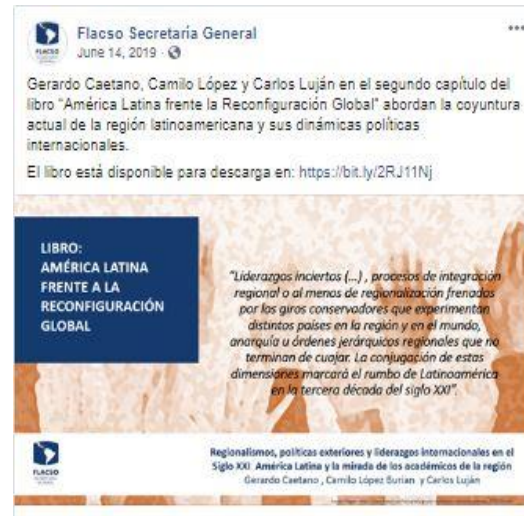 Flacso Secretaría General
June 14, 2019
Gerardo Caetano, Camilo López y Carlos Luján en el segundo capítulo del
libro "América Latina frente la Reconfiguración Global" abordan la coyuntura
actual de la región latinoamericana y sus dinámicas políticas
internacionales.
El libro está disponible para descarga en: https://bit.ly/2RJ11Nj
LIBRO:
AMÉRICA LATINA
FRENTE A LA
RECONFIGURACIÓN
GLOBAL
"Liderazgos inciertos (...) , procesos de integración
regional o al menos de regionalización frenados
por los giros conservadores que experimentan
distintos países en la región y en el mundo,
anarquía u órdenes jerárquicos regionales que no
terminan de cuajar. La conjugación de estas
dimensiones marcará el rumbo de Latinoamérica
en la tercera década del siglo XXI".
FLACSO
Regionalismos, políticas exteriores y liderazgos internacionales en el
Siglo XXI América Latina y la mirada de los académicos de la región
Gerardo Caetano , Camilo López Burian y Carlos Luján